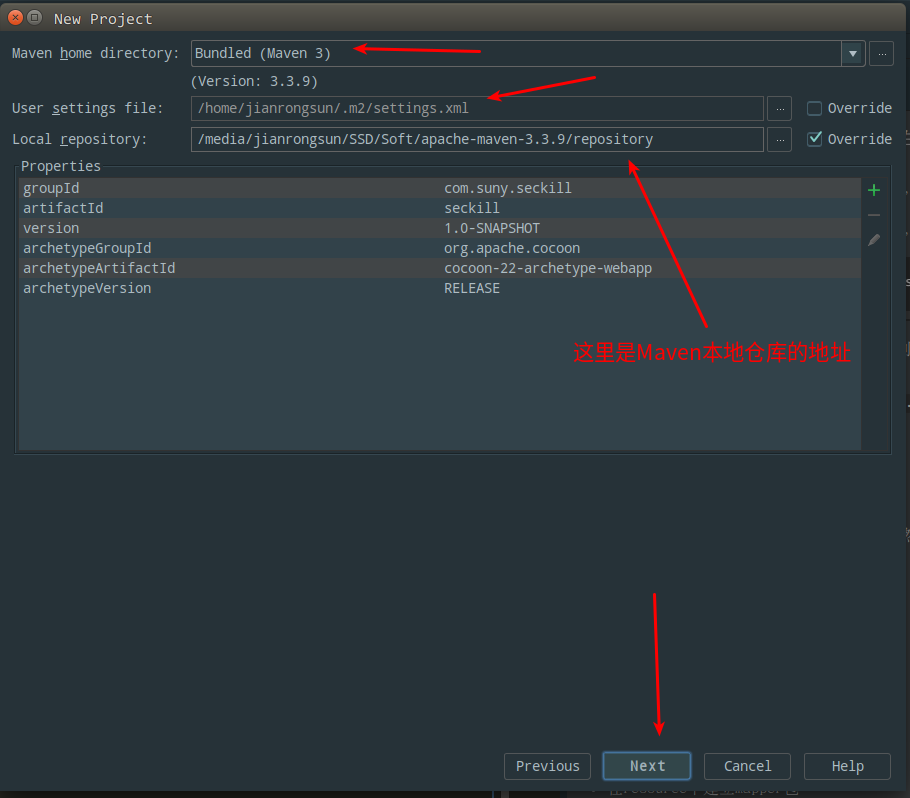 New Project
Maven home directory: Bundled (Maven 3) ...
(Version: 3.3.9)
User settings file: /home/jianrongsun/.m2/settings.xml ... Override
Local repository: /media/jianrongsun/SSD/Soft/apache-maven-3.3.9/repository ... Override
Properties
groupId com.suny.seckill
artifactId seckill
version 1.0-SNAPSHOT
archetypeGroupId org.apache.cocoon
archetypeArtifactId cocoon-22-archetype-webapp
archetypeVersion RELEASE
这里是Maven本地仓库的地址
Previous Next Cancel Help